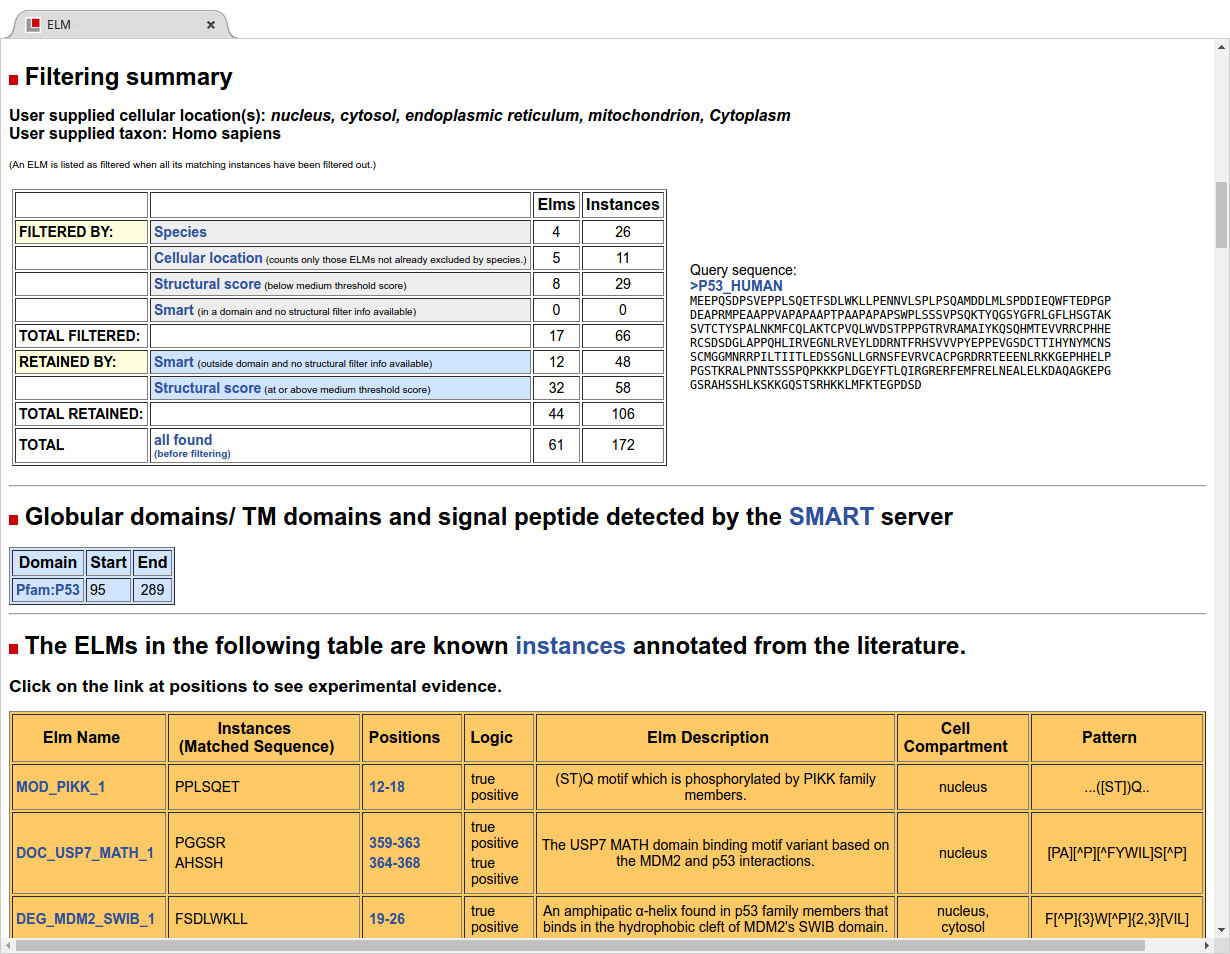 ELM
Filtering summary
User supplied cellular location(s): nucleus, cytosol, endoplasmic reticulum, mitochondrion, Cytoplasm
User supplied taxon: Homo sapiens
(An ELM is listed as filtered when all its matching instances have been filtered out.)
Elms Instances
FILTERED BY: Species 4 26
Cellular location (counts only those ELMs not already excluded by species.) 5 11
Structural score (below medium threshold score) 8 29
Smart (in a domain and no structural filter info available) 0 0
TOTAL FILTERED: 17 66
RETAINED BY: Smart (outside domain and no structural filter info available) 12 48
Structural score (at or above medium threshold score) 32 58
TOTAL RETAINED: 44 106
TOTAL all found 61 172
(before filtering)
Query sequence:
>P53_HUMAN
MEEPQSDPSVEPPLSQETFSDLWKLLPENNVLSPLPSQAMDDLMLSPDDIEQWFTEDPGP
DEAPRMPEAAPPVAPAPAAPTPAAPAPAPSWPLSSSVPSQKTYQGSYGFRLGFLHSGTAK
SVTCTYSPALNKMFCQLAKTCPVQLWVDSTPPPGTRVRAMAIYKQSQHMTEVVRRCPHHE
RCSDSDGLAPPQHLIRVEGNLRVEYLDDRNTFRHSVVVPYEPPEVGSDCTTIHYNYMCNS
SCMGGMNRRPILTIITLEDSSGNLLGRNSFEVRVCACPGRDRRTEEENLRKKGEPHHELP
PGSTKRALPNNTSSSPQPKKKPLDGEYFTLQIRGRERFEMFRELNEALELKDAQAGKEPG
GSRAHSSHLKSKKGQSTSRHKKLMFKTEGPDSD
Globular domains/ TM domains and signal peptide detected by the SMART server
Domain Start End
Pfam:P53 95 289
The ELMs in the following table are known instances annotated from the literature.
Click on the link at positions to see experimental evidence.
Elm Name Instances (Matched Sequence) Positions Logic Elm Description Cell Compartment Pattern
MOD_PIKK_1 PPLSQET 12-18 true positive (ST)Q motif which is phosphorylated by PIKK family members. nucleus ...([ST])Q..
DOC_USP7_MATH_1 PGGSR 359-363 true positive The USP7 MATH domain binding motif variant based on the MDM2 and p53 interactions. nucleus [PA][^P][^FYWIL]S[^P]
AHSSH 364-368 true positive
DEG_MDM2_SWIB_1 FSDLWKLL 19-26 true positive An amphipatic α-helix found in p53 family members that binds in the hydrophobic cleft of MDM2's SWIB domain. nucleus, cytosol F[^P]{3}W[^P]{2,3}[VIL]